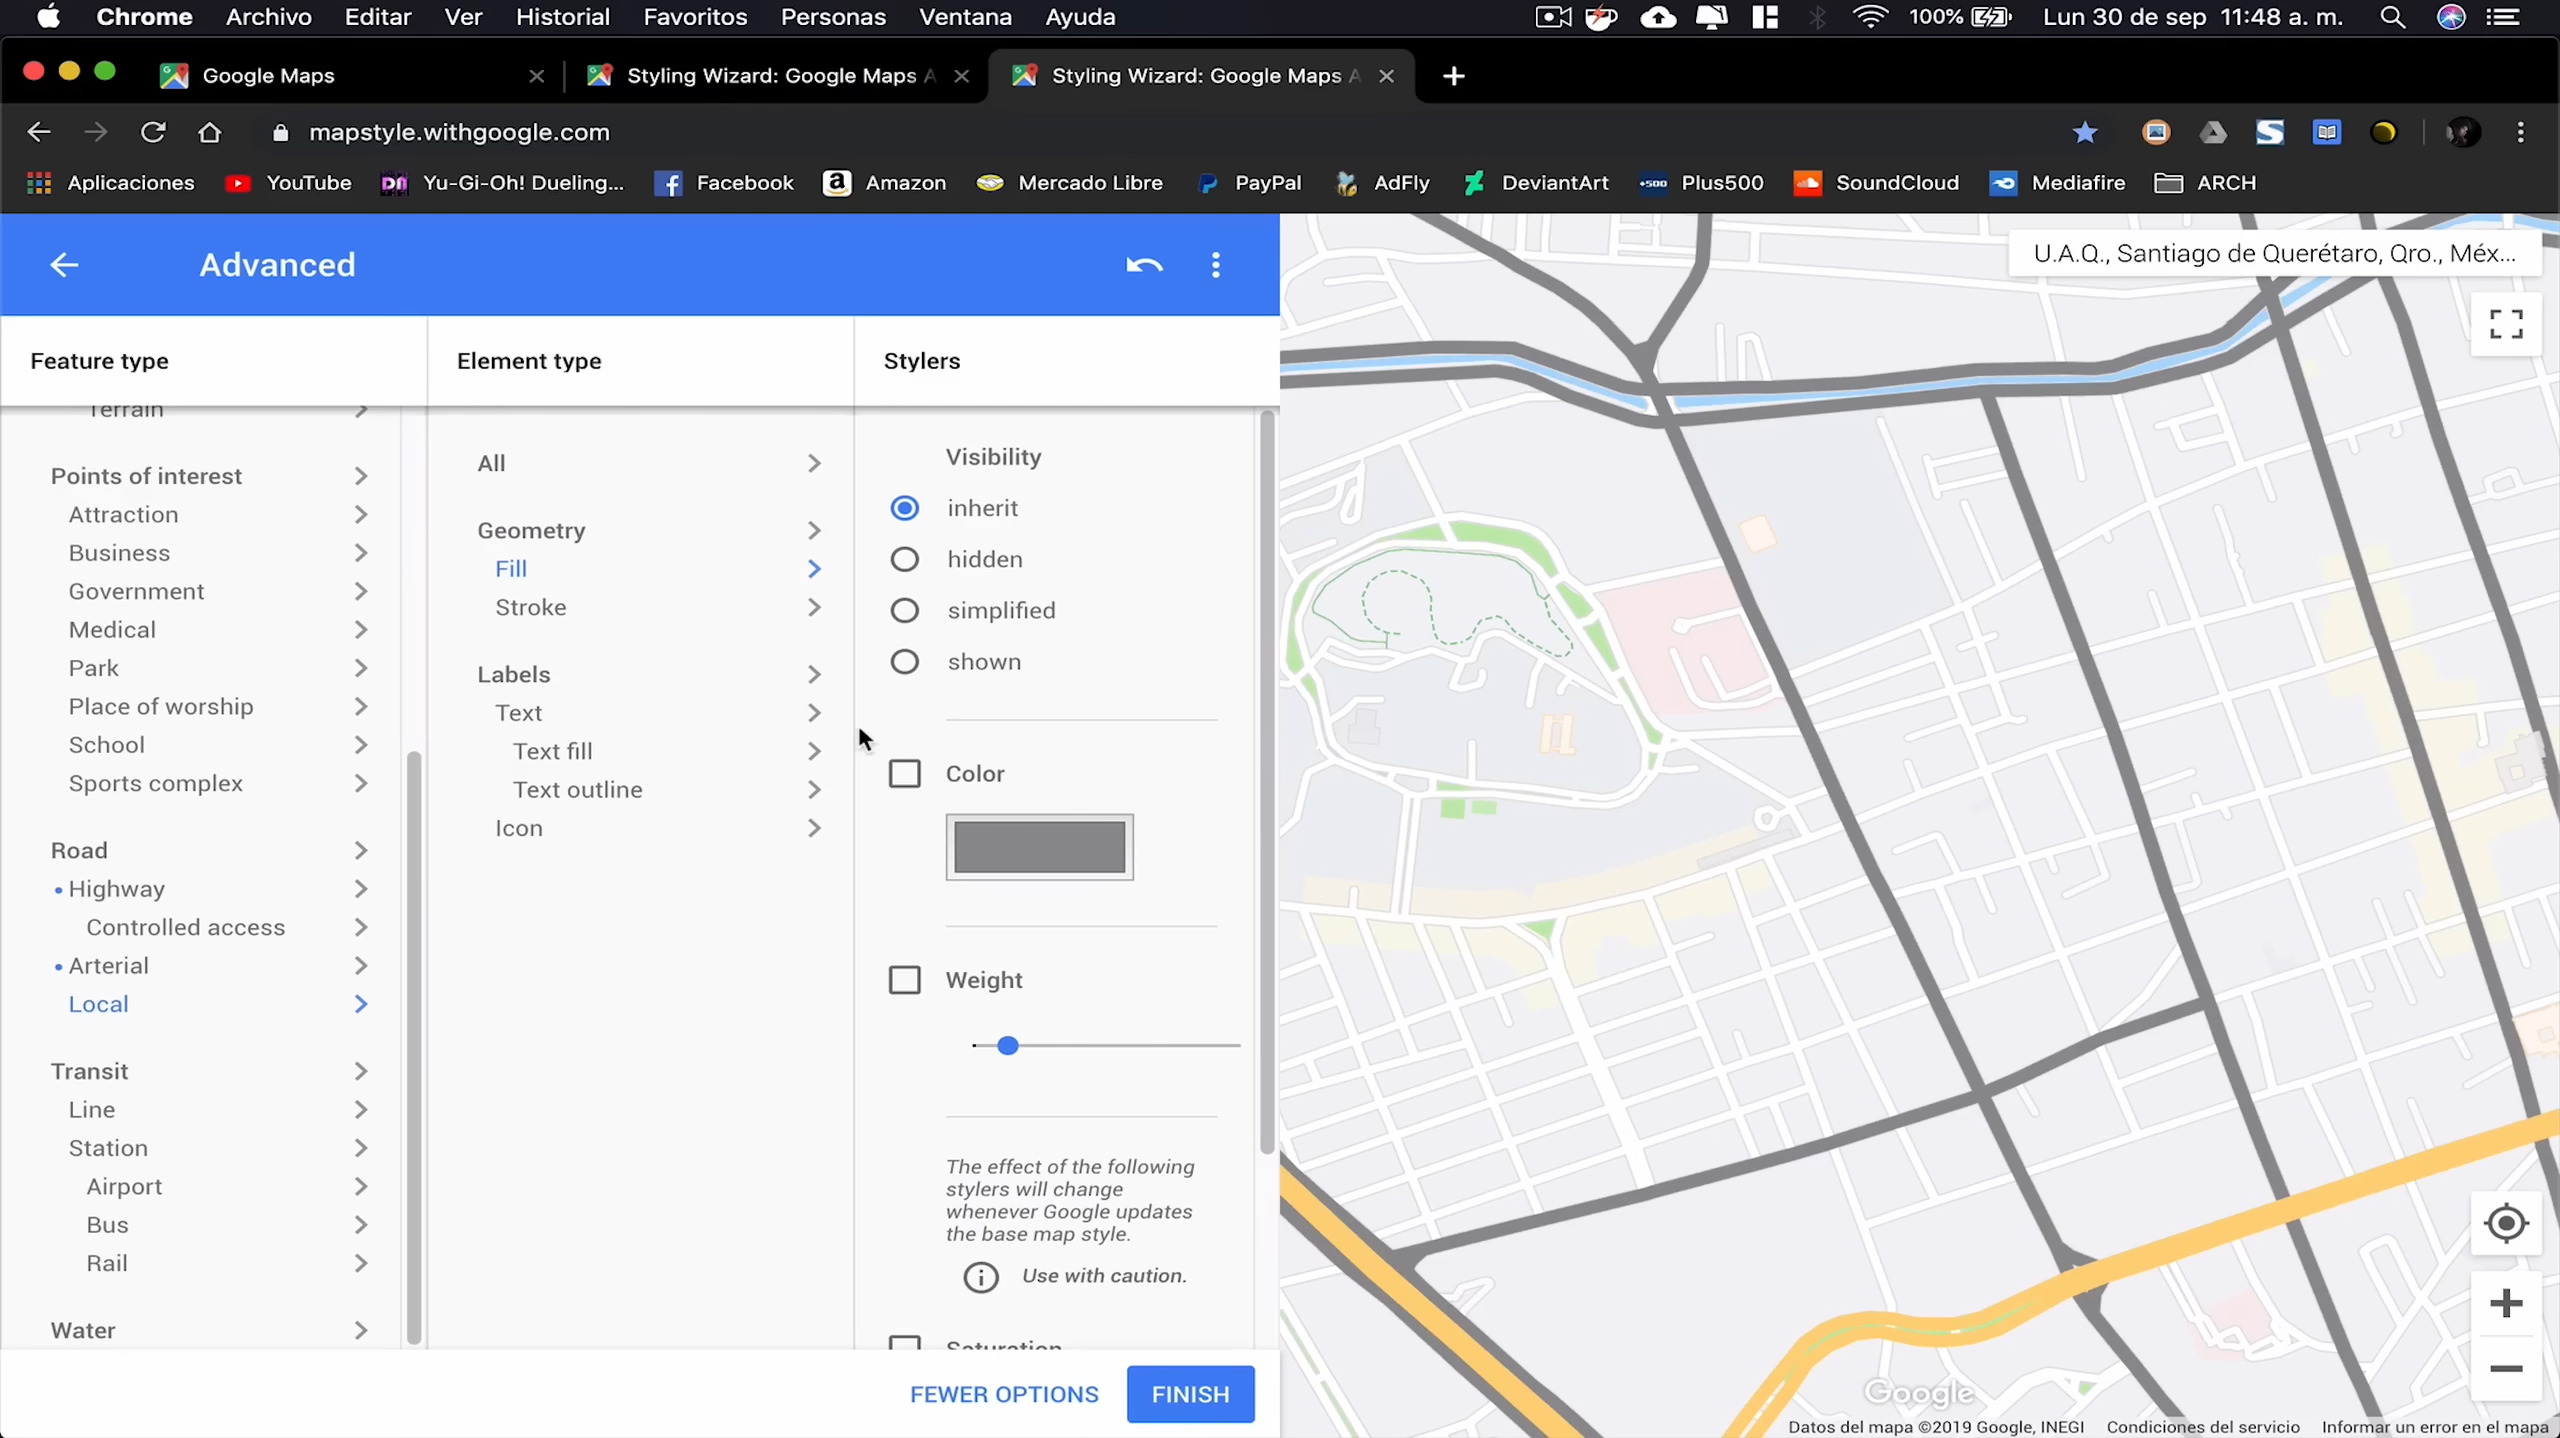 Chrome Archivo Editar Ver Historial Favoritos Personas Ventana Ayuda 100% Lun 30 de sep 11:48 a. m.
Google Maps Styling Wizard: Google Maps A Styling Wizard: Google Maps A
mapstyle.withgoogle.com
Aplicaciones YouTube Yu-Gi-Oh! Dueling... Facebook Amazon Mercado Libre PayPal AdFly DeviantArt +500 Plus500 SoundCloud Mediafire ARCH
Advanced
U.A.Q., Santiago de Querétaro, Qro., Méx...
Feature type
Terrain
Points of interest
Attraction
Business
Government
Medical
Park
Place of worship
School
Sports complex
Road
• Highway
Controlled access
• Arterial
Local
Transit
Line
Station
Airport
Bus
Rail
Water
Element type
All
Geometry
Fill
Stroke
Labels
Text
Text fill
Text outline
Icon
Stylers
Visibility
inherit
hidden
simplified
shown
Color
Weight
The effect of the following
stylers will change
whenever Google updates
the base map style.
Use with caution.
Saturation
FEWER OPTIONS FINISH
Google
Datos del mapa ©2019 Google, INEGI Condiciones del servicio Informar un error en el mapa